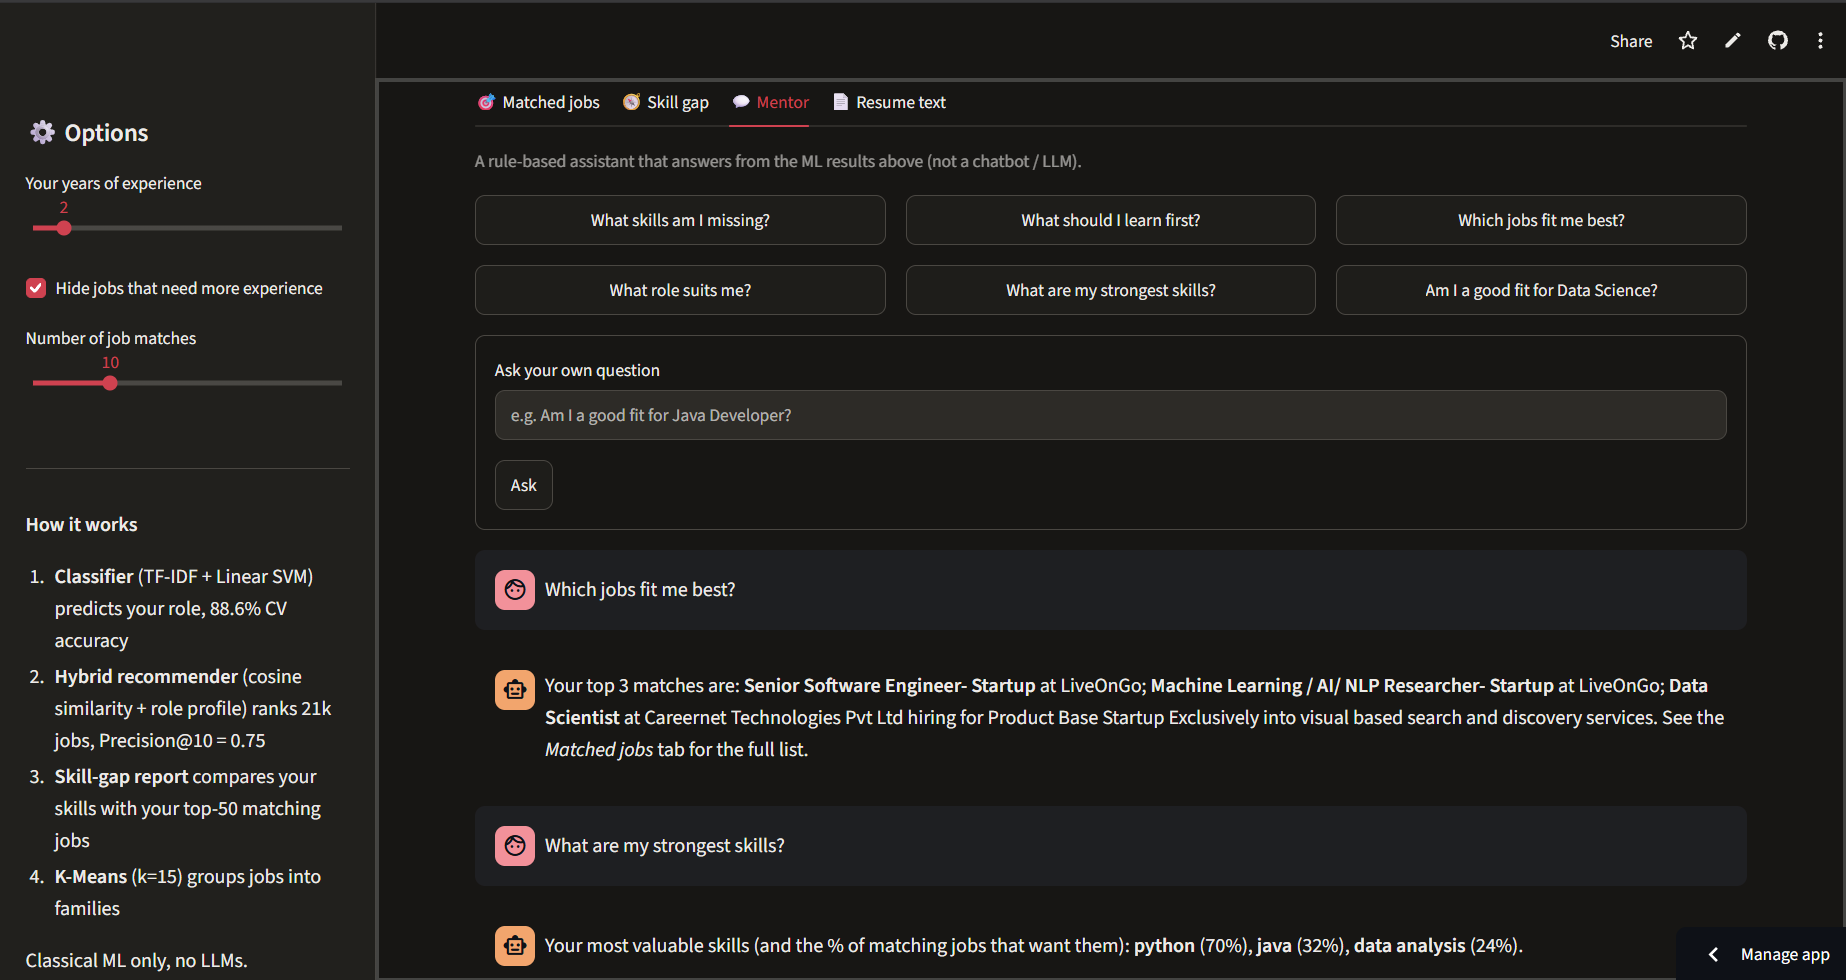 Share
Options
Your years of experience
2
Hide jobs that need more experience
Number of job matches
10
How it works
1. Classifier (TF-IDF + Linear SVM)
predicts your role, 88.6% CV
accuracy
2. Hybrid recommender (cosine
similarity + role profile) ranks 21k
jobs, Precision@10 = 0.75
3. Skill-gap report compares your
skills with your top-50 matching
jobs
4. K-Means (k=15) groups jobs into
families
Classical ML only, no LLMs.
Matched jobs
Skill gap
Mentor
Resume text
A rule-based assistant that answers from the ML results above (not a chatbot / LLM).
What skills am I missing?
What should I learn first?
Which jobs fit me best?
What role suits me?
What are my strongest skills?
Am I a good fit for Data Science?
Ask your own question
e.g. Am I a good fit for Java Developer?
Ask
Which jobs fit me best?
Your top 3 matches are: Senior Software Engineer- Startup at LiveOnGo; Machine Learning / AI/ NLP Researcher- Startup at LiveOnGo; Data
Scientist at Careernet Technologies Pvt Ltd hiring for Product Base Startup Exclusively into visual based search and discovery services. See the
Matched jobs tab for the full list.
What are my strongest skills?
Your most valuable skills (and the % of matching jobs that want them): python (70%), java (32%), data analysis (24%).
Manage app